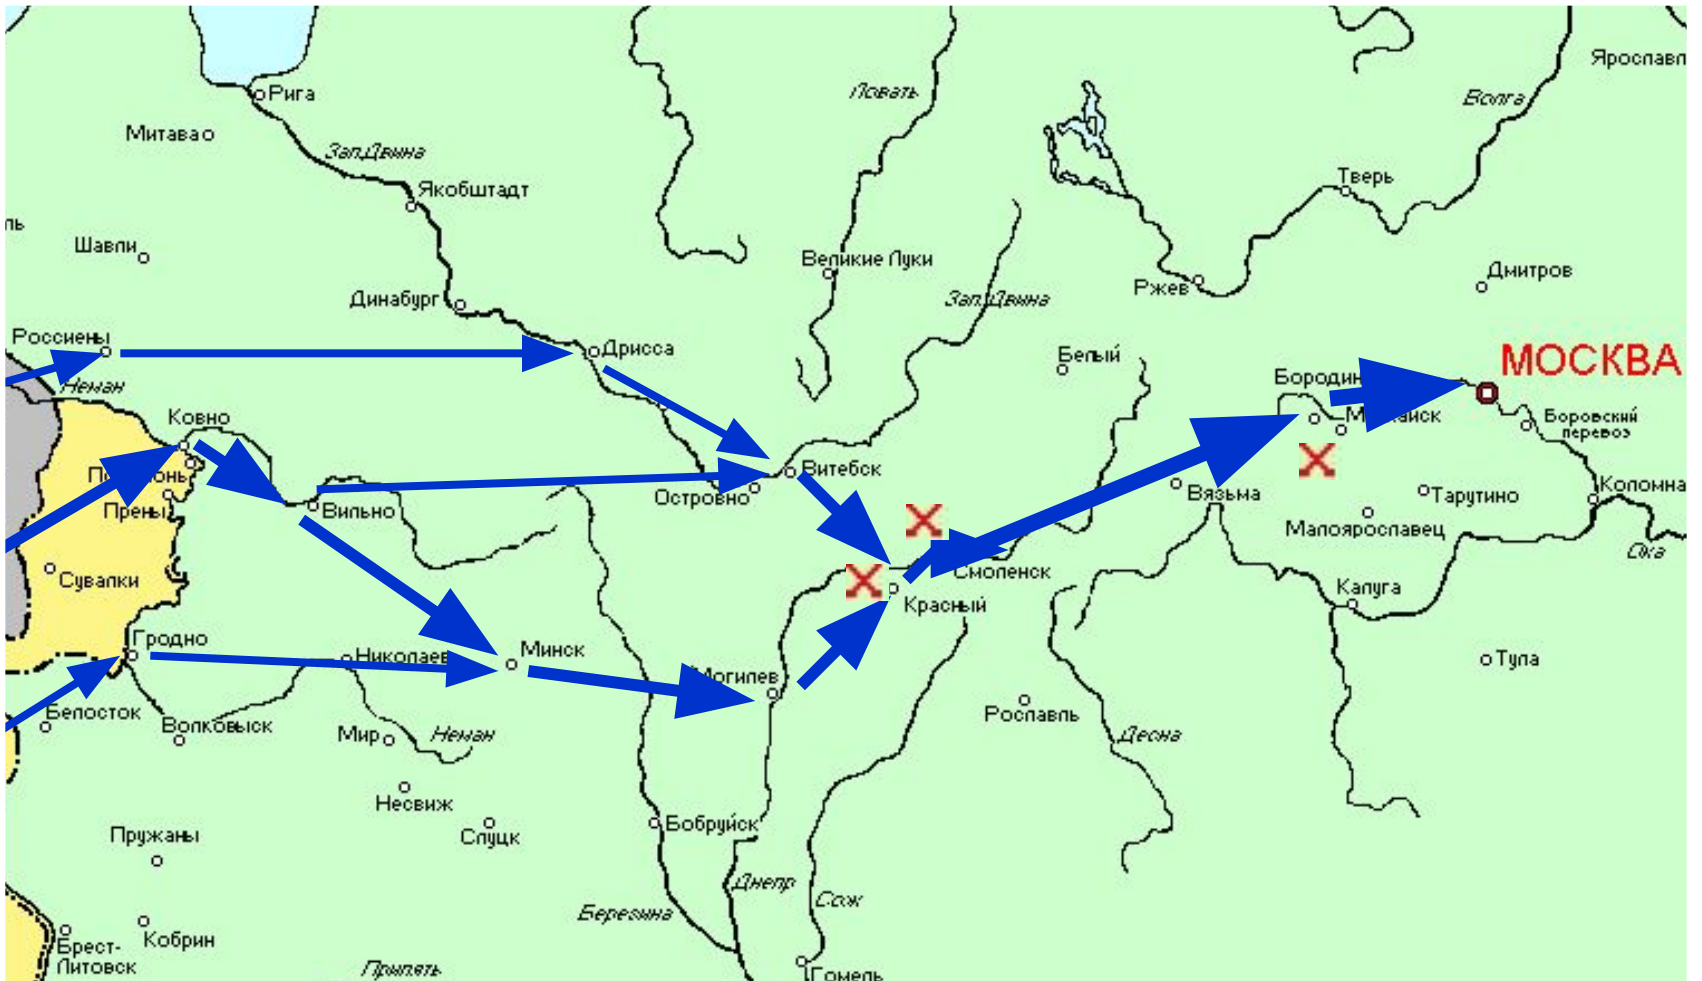 Ярославл
Ловать
Волга
Рига
Митава
Зап.Двина
Якобштадт
Тверь
ль
Шавли
Великие Луки
Дмитров
Ржев
Динабург
Зап.Двина
Россиены
Дрисса
Белый
МОСКВА
Неман
Бородин
Ковно
Боровский
перевоз
Витебск
Островно
Вязьма
Тарутино
Коломна
Прены
Вильно
Малоярославец
Ока
Сувалки
Смоленск
Калуга
Красный
Гродно
Николаев
Минск
Тула
Могилев
Белосток
Рославль
Волковыск
Мир
Неман
Десна
Несвиж
Слуцк
Бобруйск
Пружаны
Днепр
Сож
Березина
Брест-
Литовск
Кобрин
Припять
Гомель